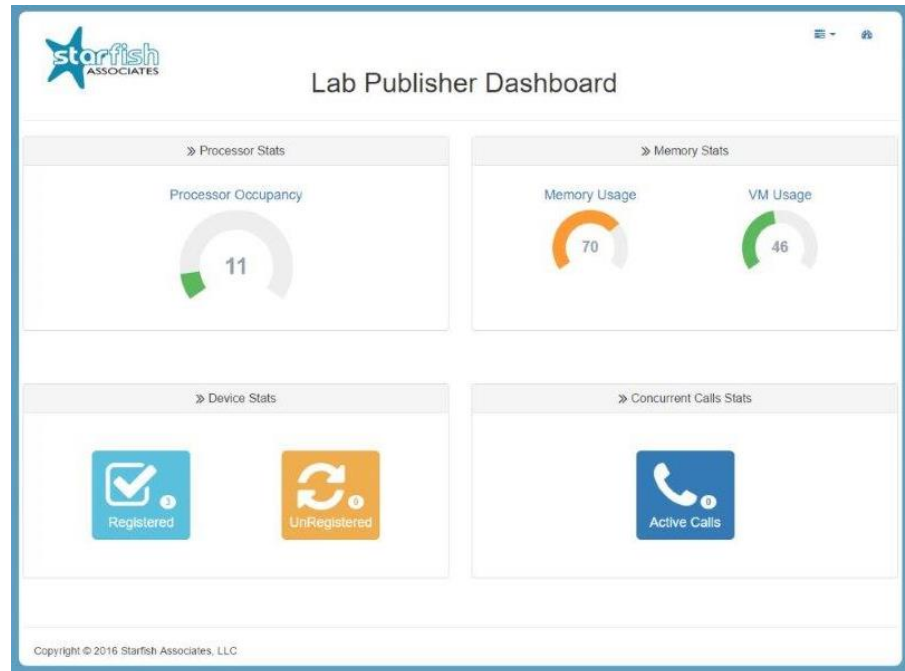 starfish
ASSOCIATES
Lab Publisher Dashboard
» Processor Stats
Processor Occupancy
11
» Memory Stats
Memory Usage
VM Usage
70
46
» Device Stats
3
Registered
0
UnRegistered
» Concurrent Calls Stats
0
Active Calls
Copyright © 2016 Starfish Associates, LLC